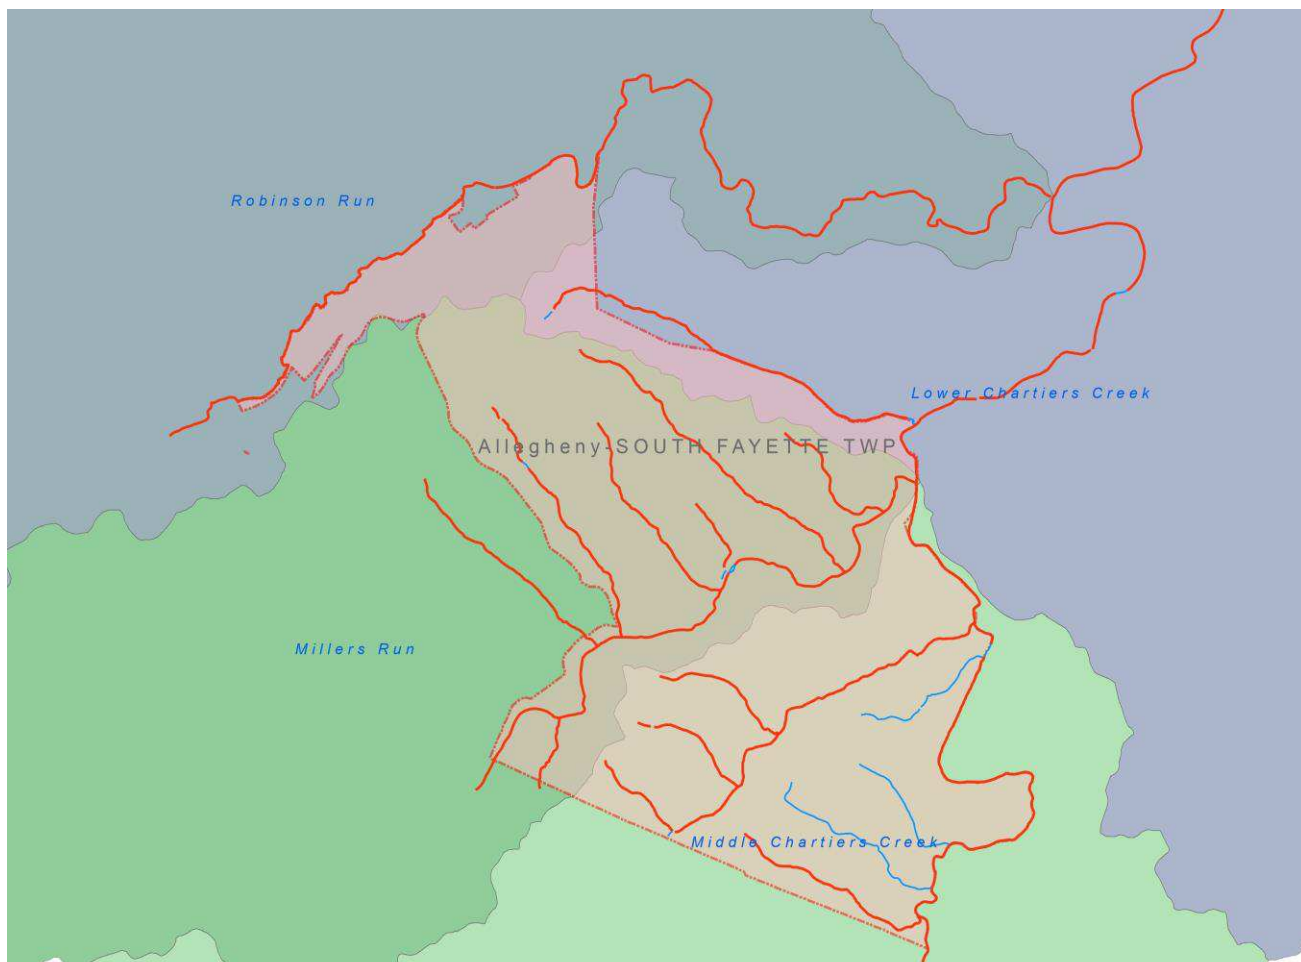 Robinson Run
Lower Chartiers Creek
Allegheny-SOUTH FAYETTE TWP
Millers Run
Middle Chartiers Creek